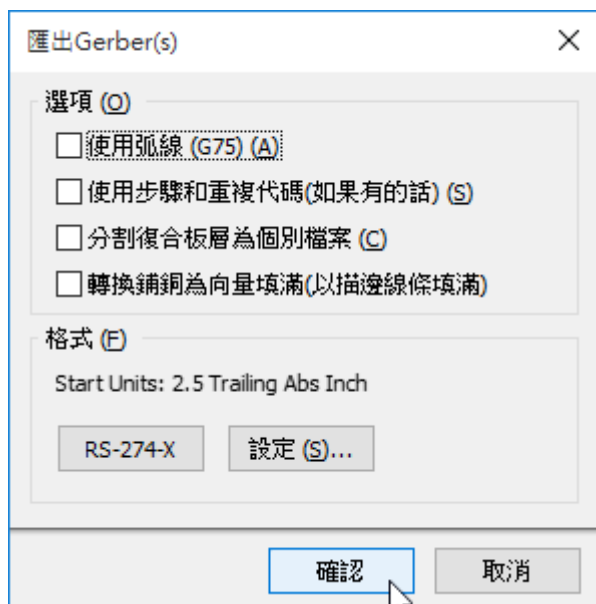 匯出Gerber(s)
選項 (O)
使用弧線 (G75) (A)
使用步驟和重複代碼(如果有的話) (S)
分割復合板層為個別檔案 (C)
轉換鋪銅為向量填滿(以描邊線條填滿)
格式 (F)
Start Units: 2.5 Trailing Abs Inch
RS-274-X
設定 (S)...
確認
取消